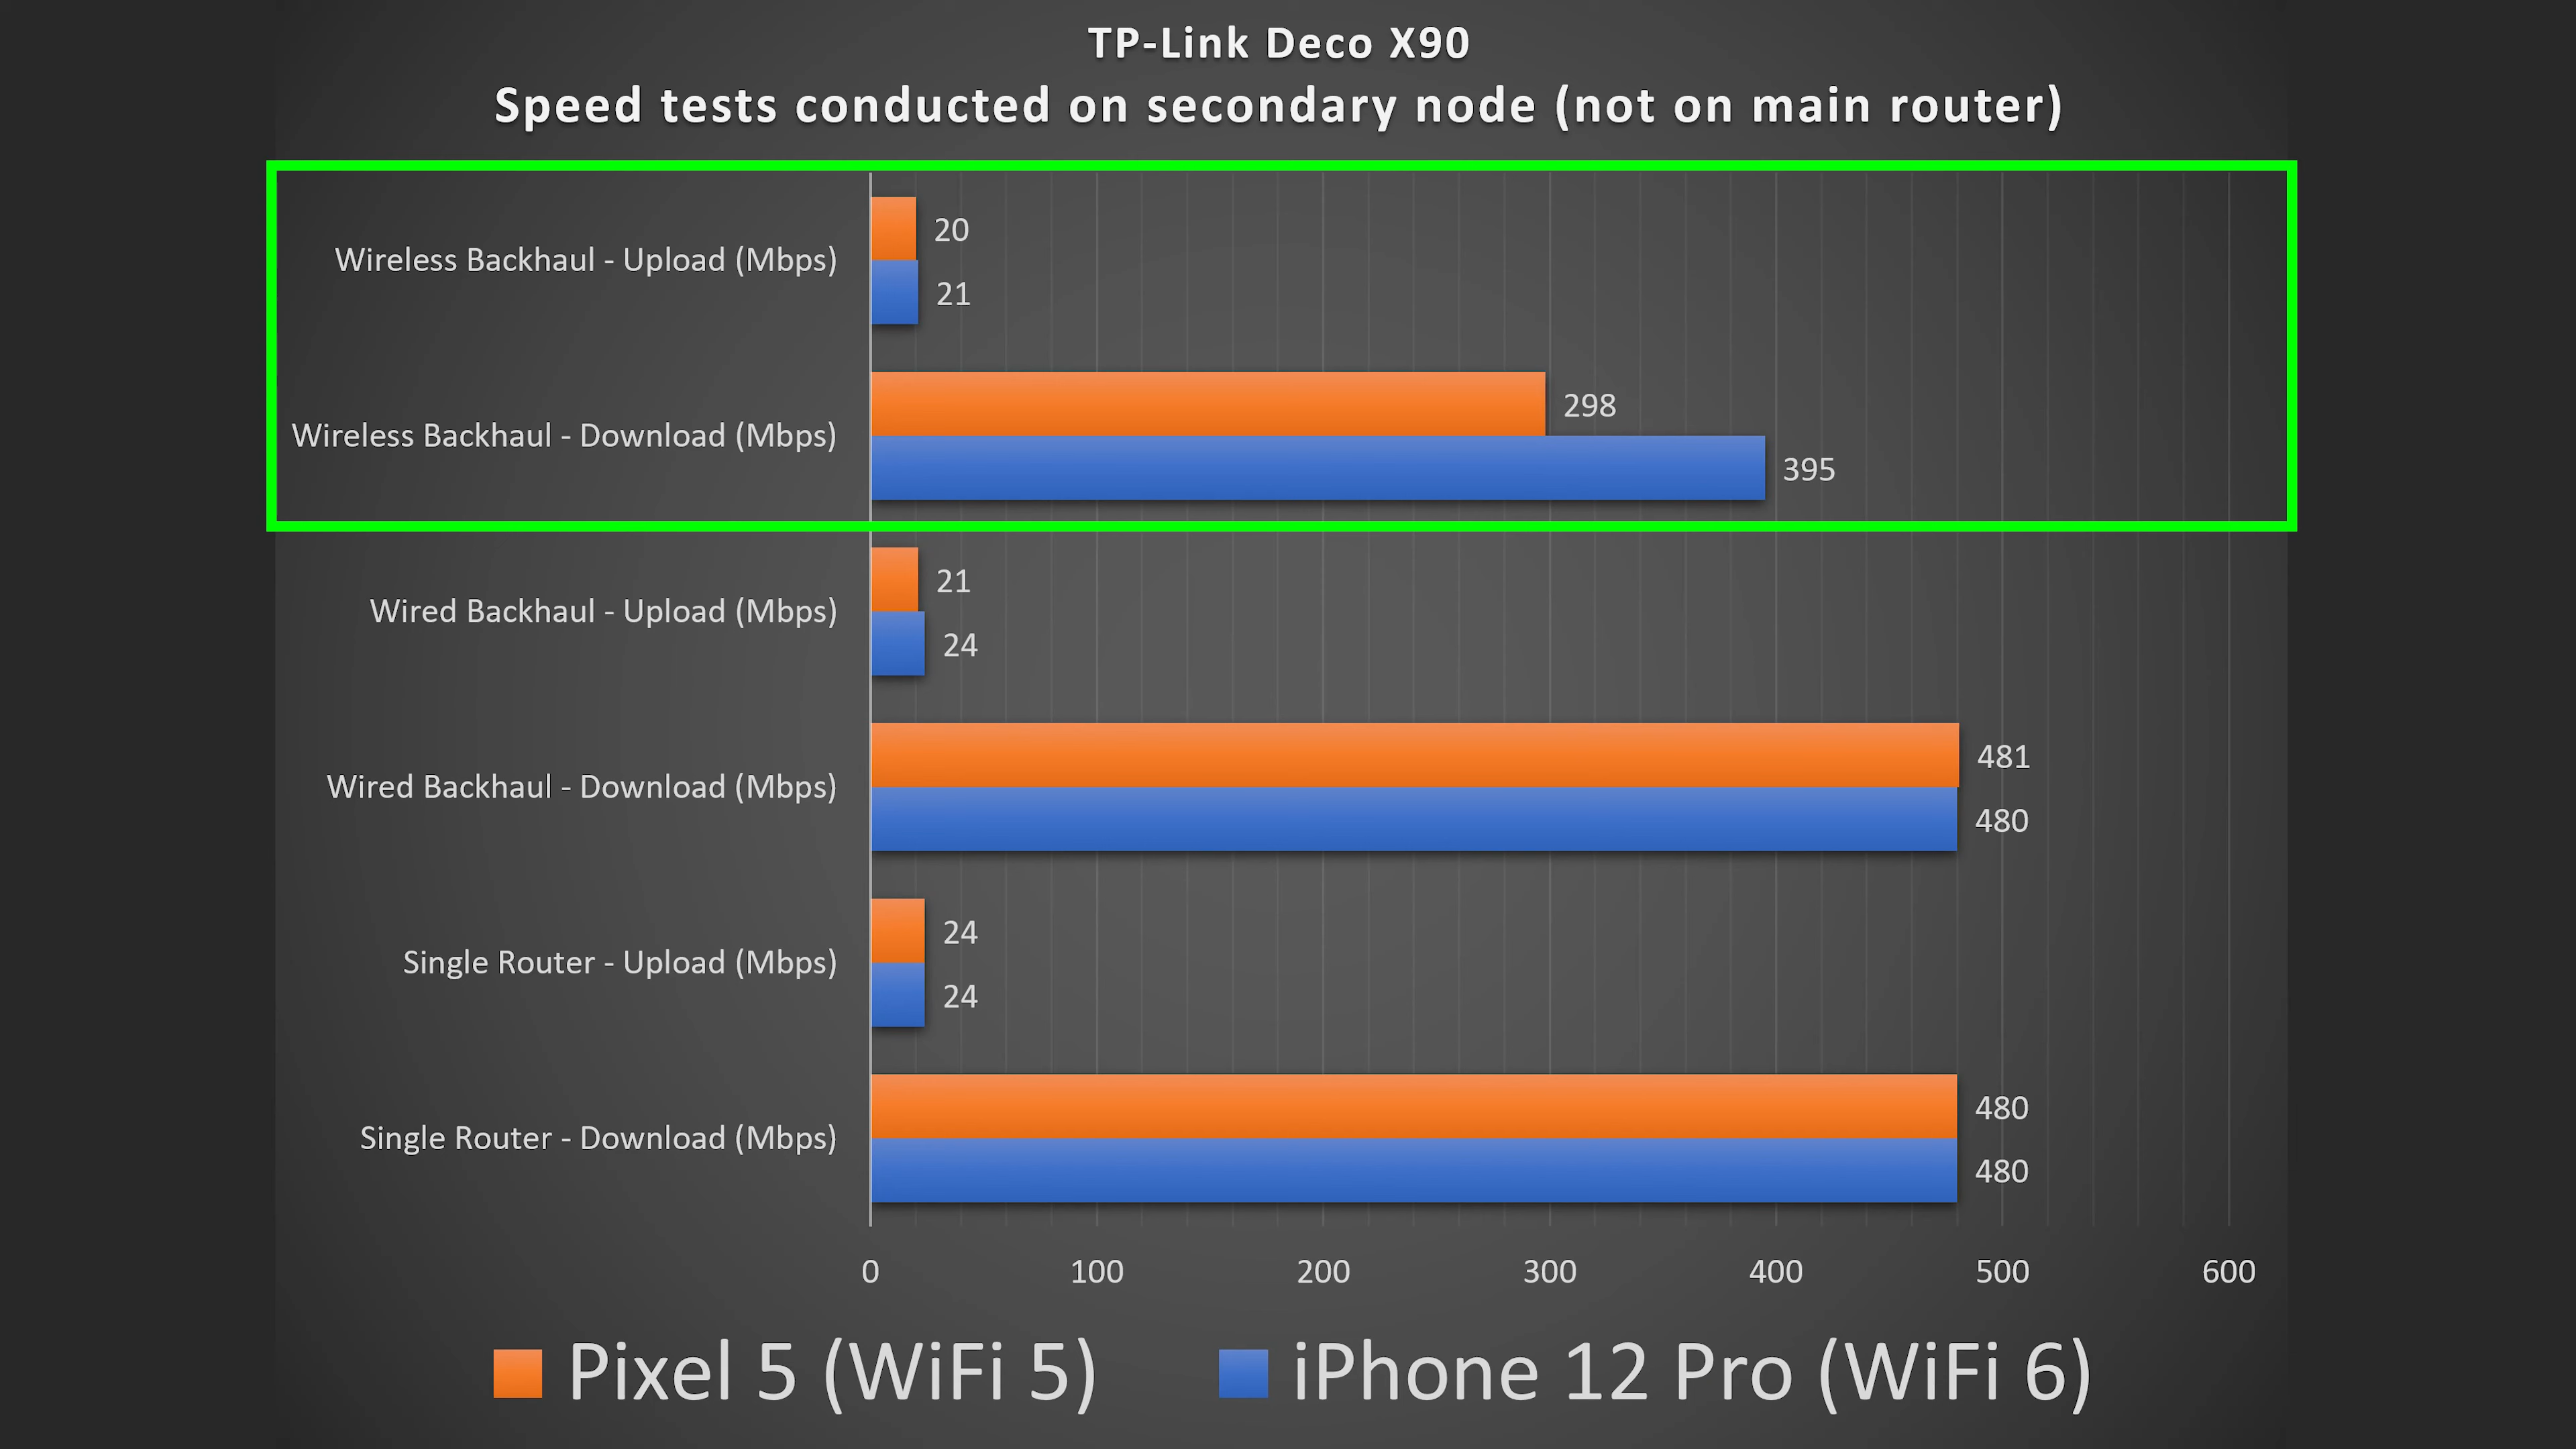 TP-Link Deco X90
Speed tests conducted on secondary node (not on main router)
Wireless Backhaul - Upload (Mbps)
20
21
Wireless Backhaul - Download (Mbps)
298
395
Wired Backhaul - Upload (Mbps)
21
24
Wired Backhaul - Download (Mbps)
481
480
Single Router - Upload (Mbps)
24
24
Single Router - Download (Mbps)
480
480
0 100 200 300 400 500 600
Pixel 5 (WiFi 5) iPhone 12 Pro (WiFi 6)